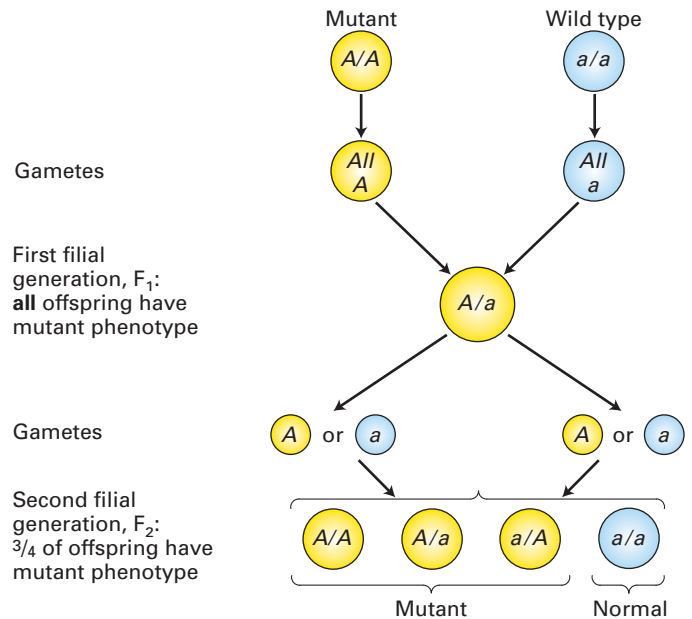 Mutant
Wild type
A/A
a/a
Gametes
All
A
All
a
First filial
generation, F₁:
all offspring have
mutant phenotype
A/a
Gametes
A or a
A or a
Second filial
generation, F₂:
3/4 of offspring have
mutant phenotype
A/A
A/a
a/A
a/a
Mutant
Normal